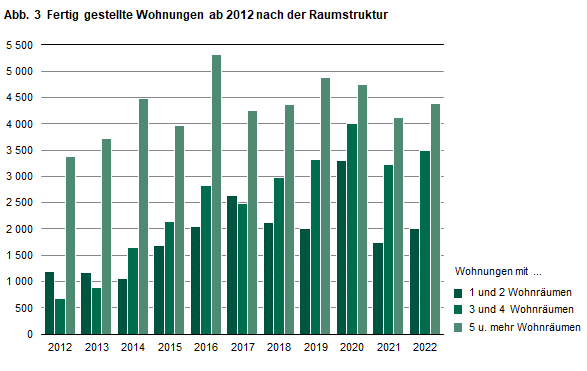 Abb. 3 Fertig gestellte Wohnungen ab 2012 nach der Raumstruktur
5 500
5 000
4 500
4 000
3 500
3 000
2 500
2 000
1 500
1 000
500
0
2012 2013 2014 2015 2016 2017 2018 2019 2020 2021 2022
Wohnungen mit ...
1 und 2 Wohnräumen
3 und 4 Wohnräumen
5 u. mehr Wohnräumen